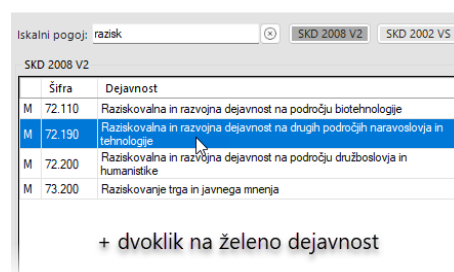 Iskalni pogoj: razisk SKD 2008 V2 SKD 2002 VS
SKD 2008 V2
Šifra Dejavnost
M 72.110 Raziskovalna in razvojna dejavnost na področju biotehnologije
M 72.190 Raziskovalna in razvojna dejavnost na drugih področjih naravoslovja in
tehnologije
M 72.200 Raziskovalna in razvojna dejavnost na področju družboslovja in
humanistike
M 73.200 Raziskovanje trga in javnega mnenja
+ dvoklik na želeno dejavnost